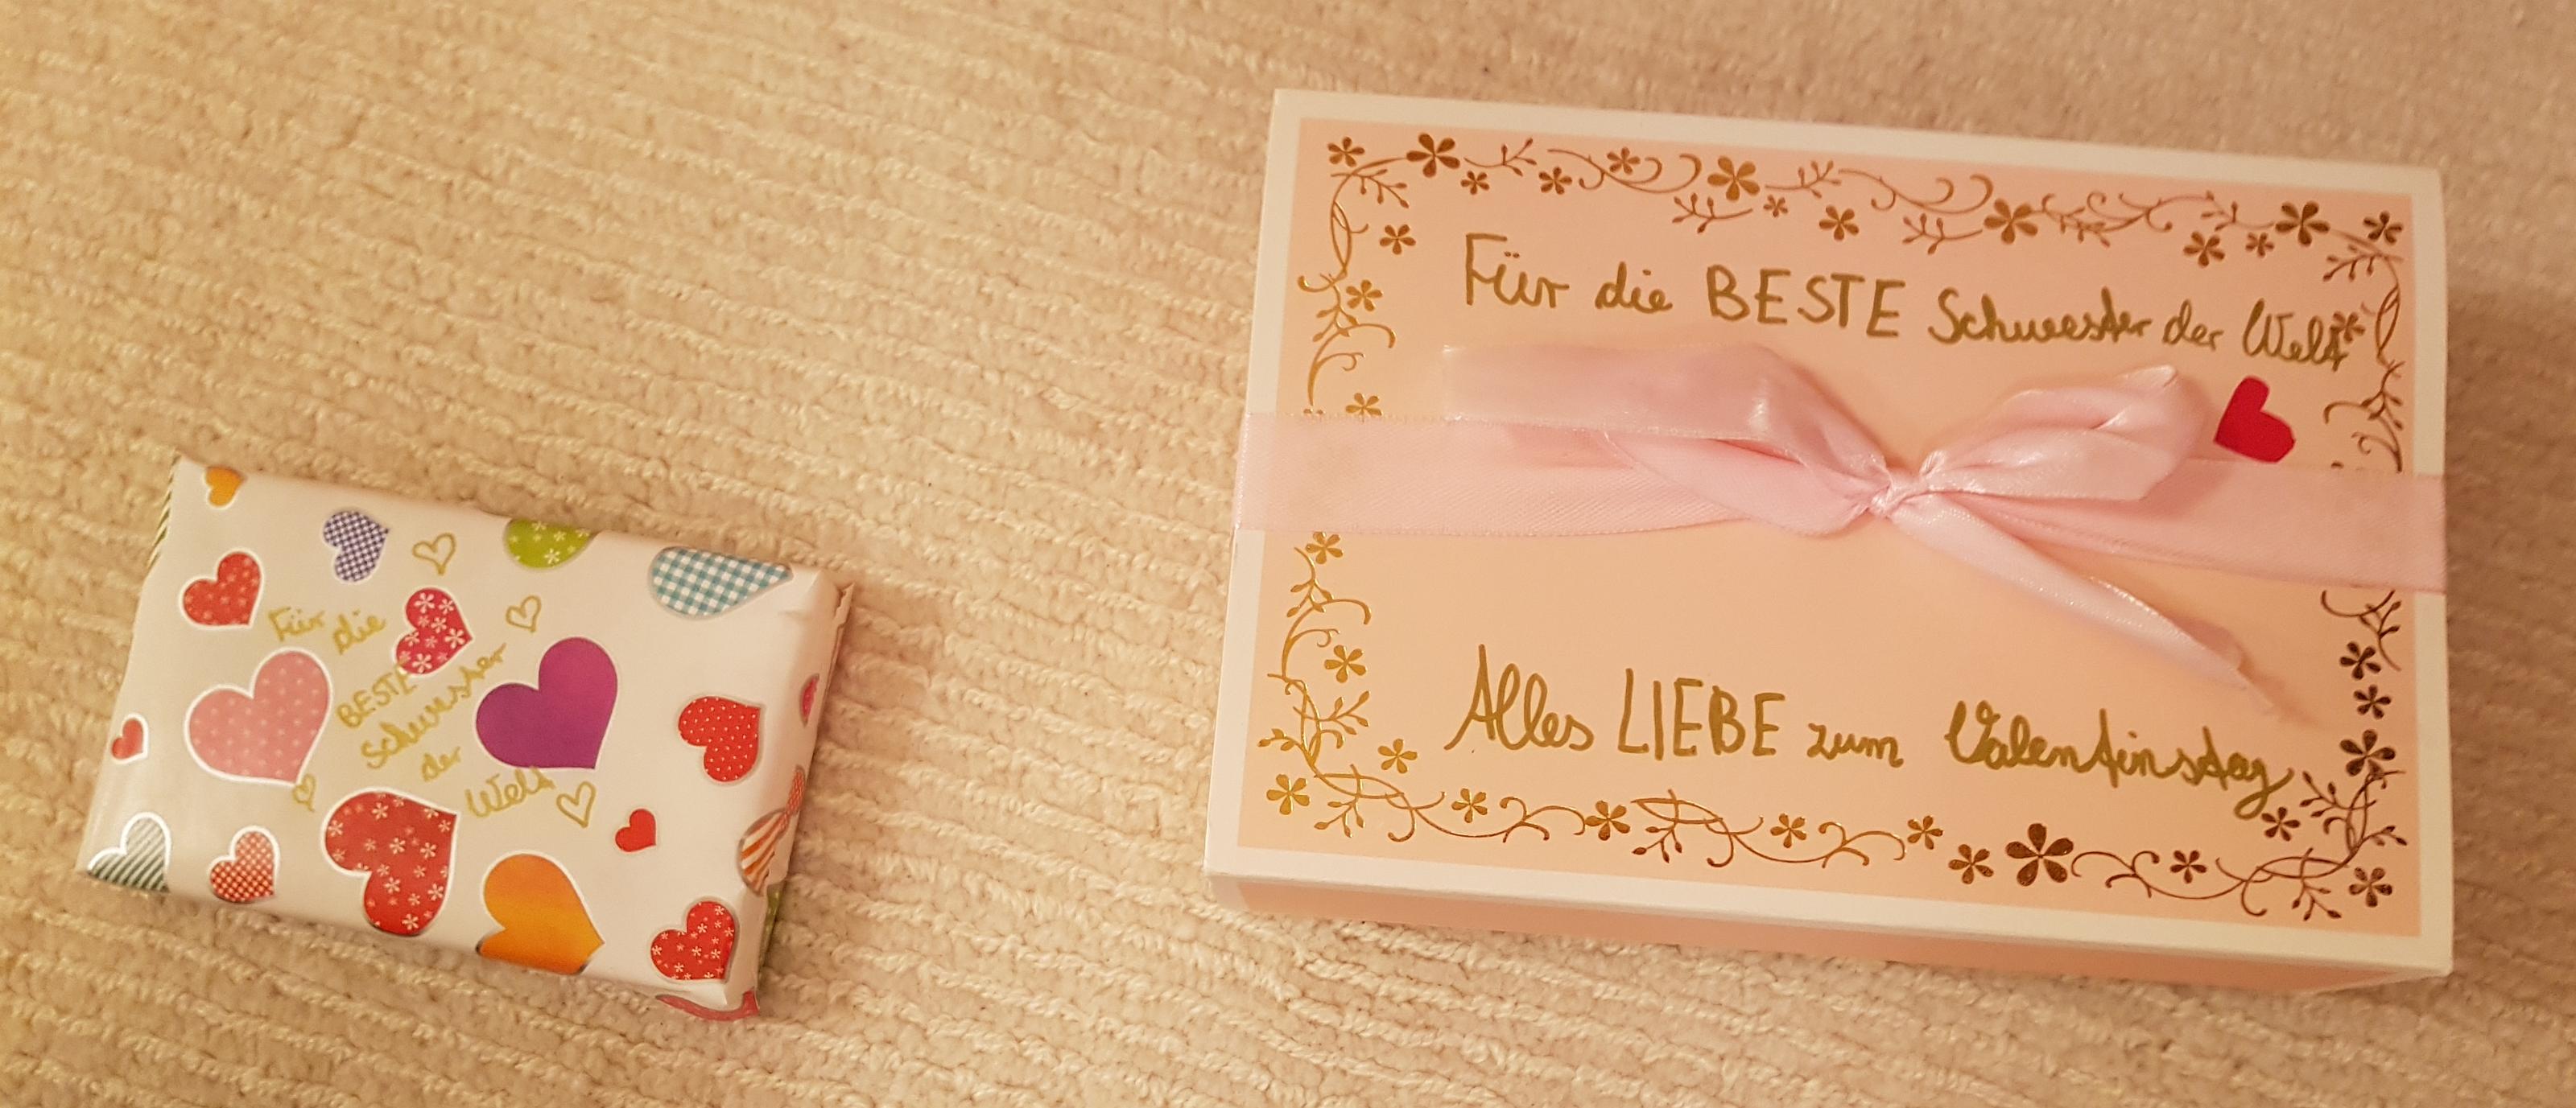 Für die
BESTE
Schwester
der
Welt
Für die BESTE Schwester der Welt
Alles LIEBE zum Valentinstag